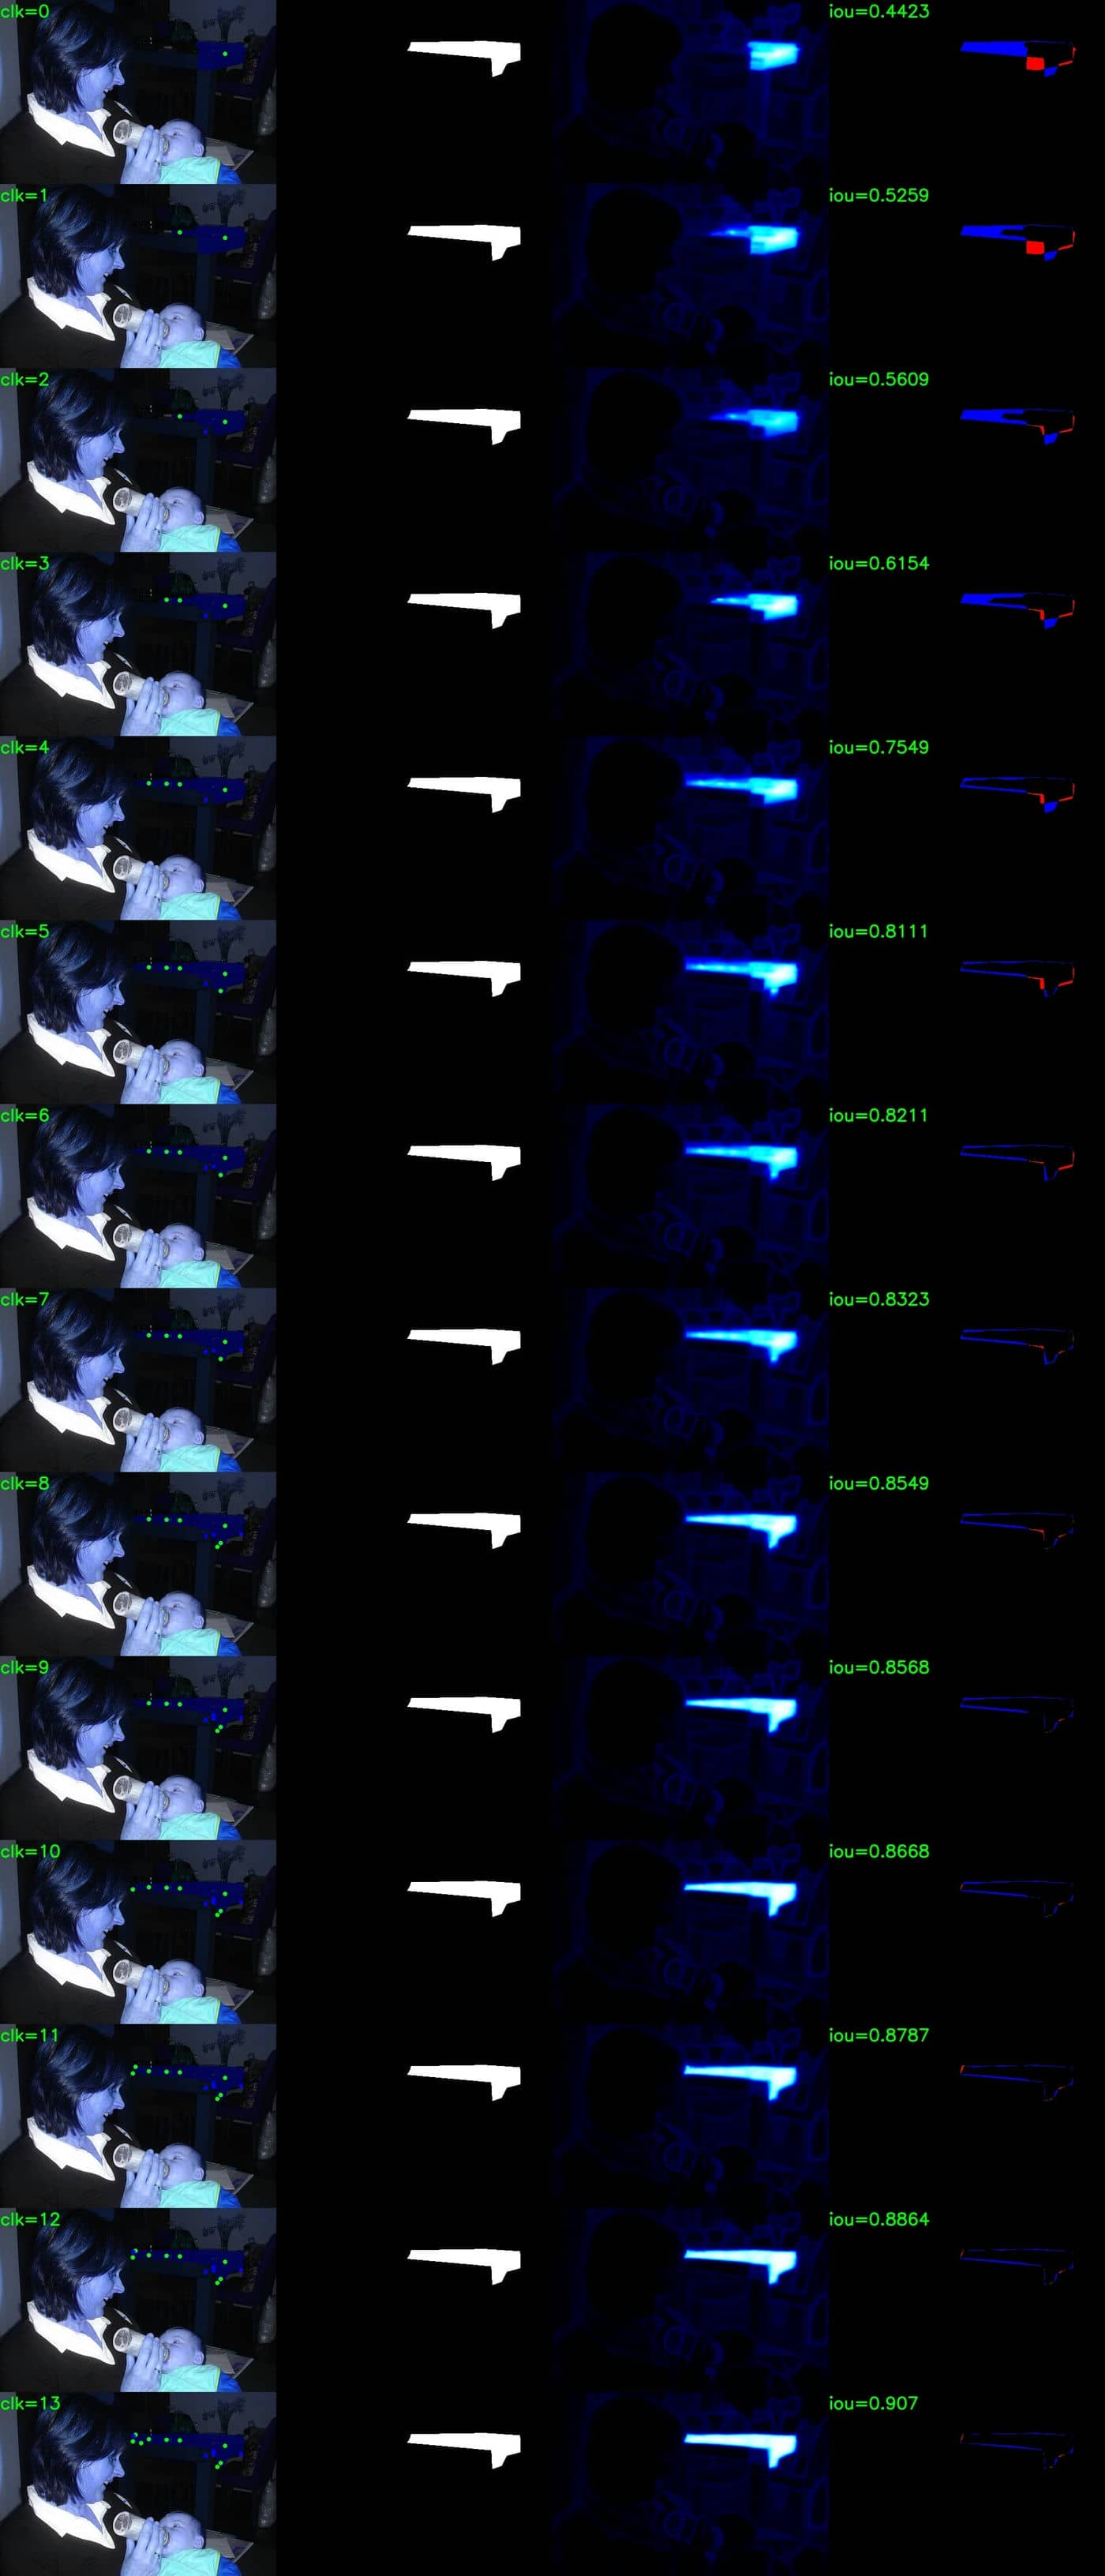 clk=0 iou=0.4423
clk=1 iou=0.5259
clk=2 iou=0.5609
clk=3 iou=0.6154
clk=4 iou=0.7549
clk=5 iou=0.8111
clk=6 iou=0.8211
clk=7 iou=0.8323
clk=8 iou=0.8549
clk=9 iou=0.8568
clk=10 iou=0.8668
clk=11 iou=0.8787
clk=12 iou=0.8864
clk=13 iou=0.907